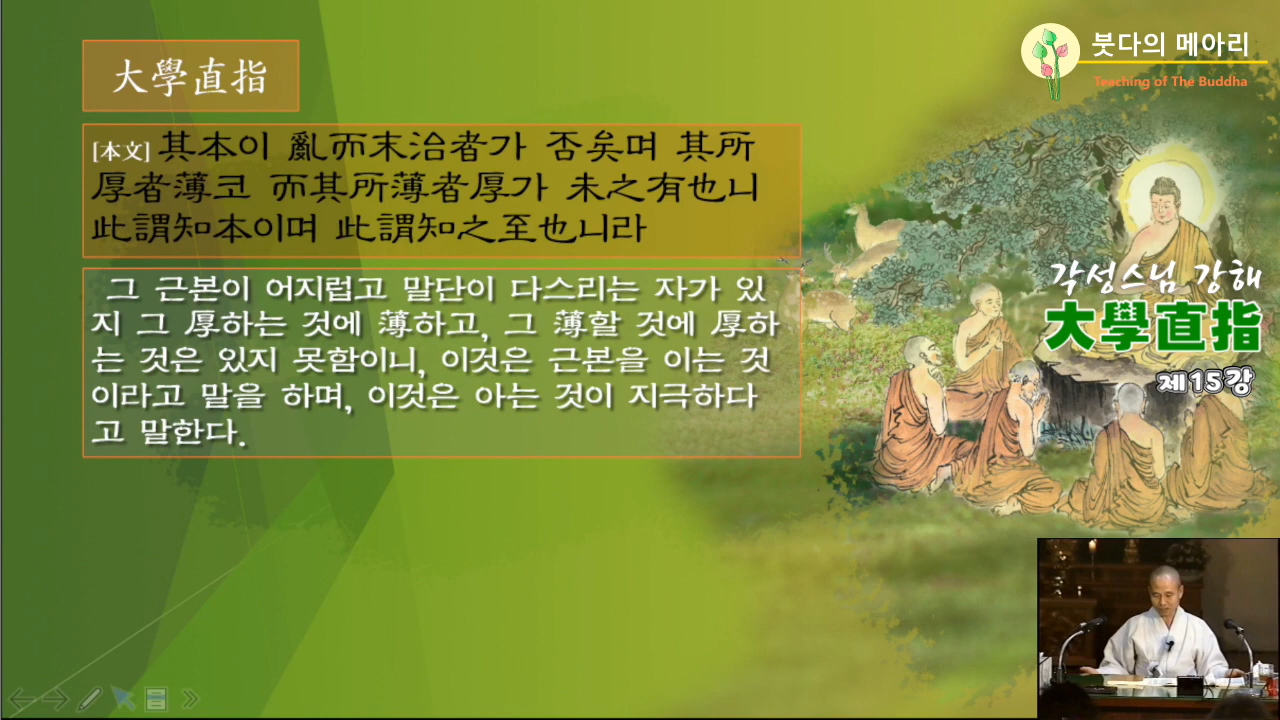 大學直指
[本文] 其本이 亂而末治者가 否矣며 其所
厚者薄코 而其所薄者厚가 未之有也니
此謂知本이며 此謂知之至也니라
그 근본이 어지럽고 말단이 다스리는 자가 있
지 그 厚하는 것에 薄하고, 그 薄할 것에 厚하
는 것은 있지 못함이니, 이것은 근본을 이는 것
이라고 말을 하며, 이것은 아는 것이 지극하다
고 말한다.
붓다의 메아리
Teaching of The Buddha
각성스님 강해
大學直指
제15강